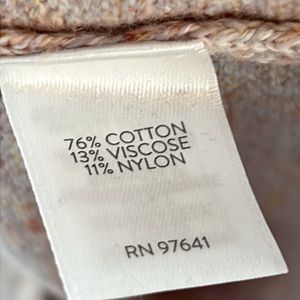 76% COTTON
13% VISCOSE
11% NYLON
RN 97641